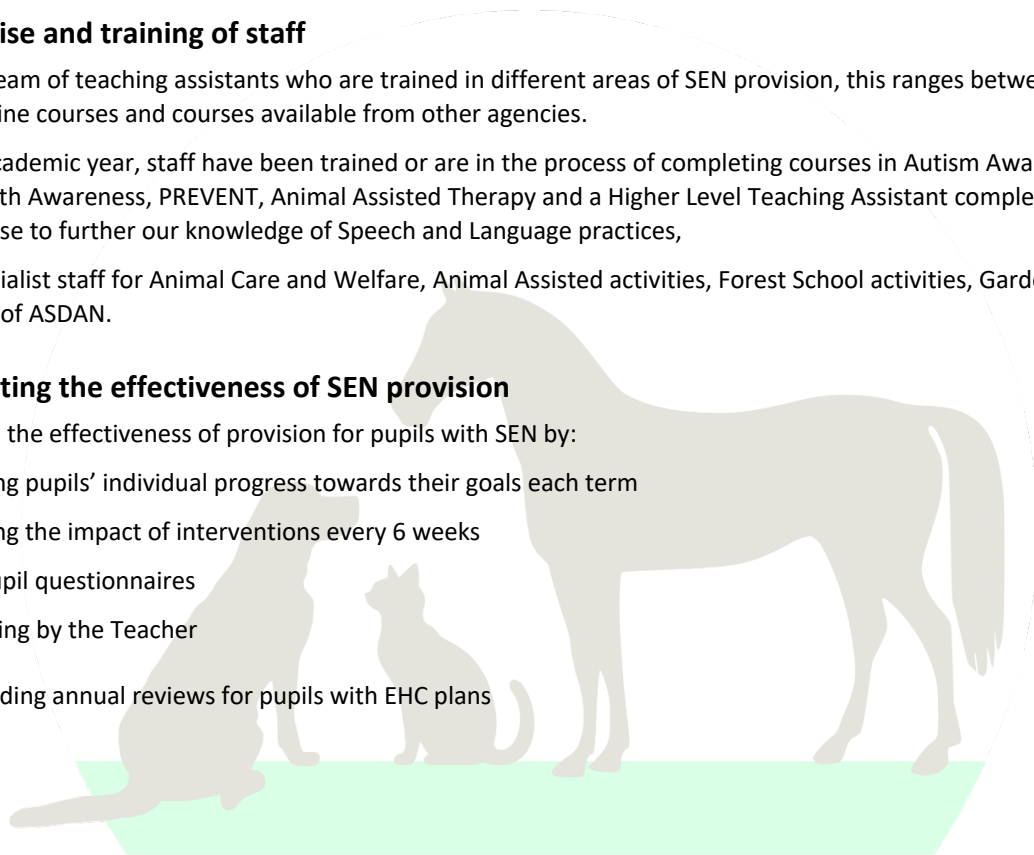 ise and training of staff
eam of teaching assistants who are trained in different areas of SEN provision, this ranges betwe
ine courses and courses available from other agencies.
cademic year, staff have been trained or are in the process of completing courses in Autism Awa
th Awareness, PREVENT, Animal Assisted Therapy and a Higher Level Teaching Assistant comple
se to further our knowledge of Speech and Language practices,
ialist staff for Animal Care and Welfare, Animal Assisted activities, Forest School activities, Gard
of ASDAN.
ting the effectiveness of SEN provision
the effectiveness of provision for pupils with SEN by:
ng pupils’ individual progress towards their goals each term
ng the impact of interventions every 6 weeks
upil questionnaires
ing by the Teacher
ding annual reviews for pupils with EHC plans